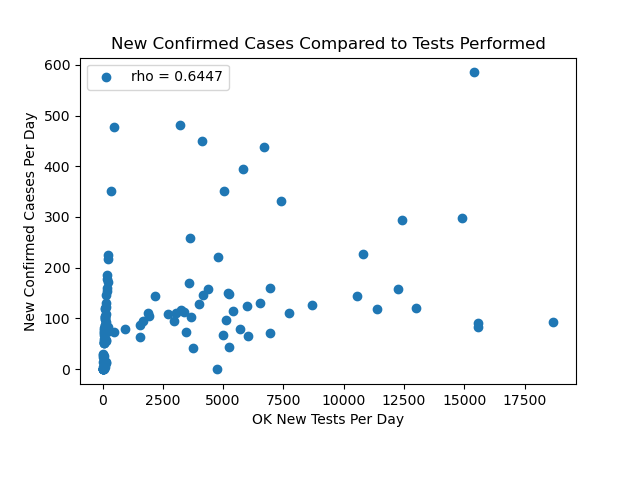 New Confirmed Cases Compared to Tests Performed
rho = 0.6447
600
500
400
300
200
100
0
New Confirmed Caeses Per Day
0 2500 5000 7500 10000 12500 15000 17500
OK New Tests Per Day